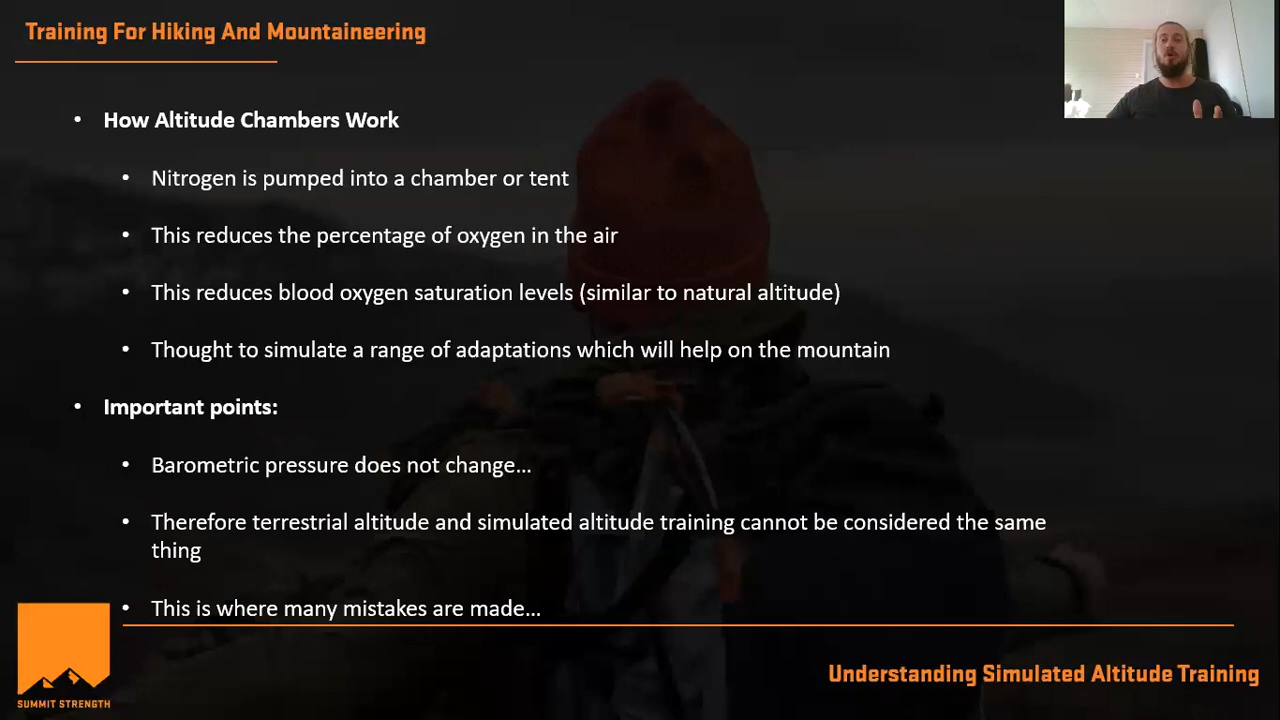 Training For Hiking And Mountaineering
• How Altitude Chambers Work
• Nitrogen is pumped into a chamber or tent
• This reduces the percentage of oxygen in the air
• This reduces blood oxygen saturation levels (similar to natural altitude)
• Thought to simulate a range of adaptations which will help on the mountain
• Important points:
• Barometric pressure does not change...
• Therefore terrestrial altitude and simulated altitude training cannot be considered the same
thing
• This is where many mistakes are made...
Understanding Simulated Altitude Training
SUMMIT STRENGTH